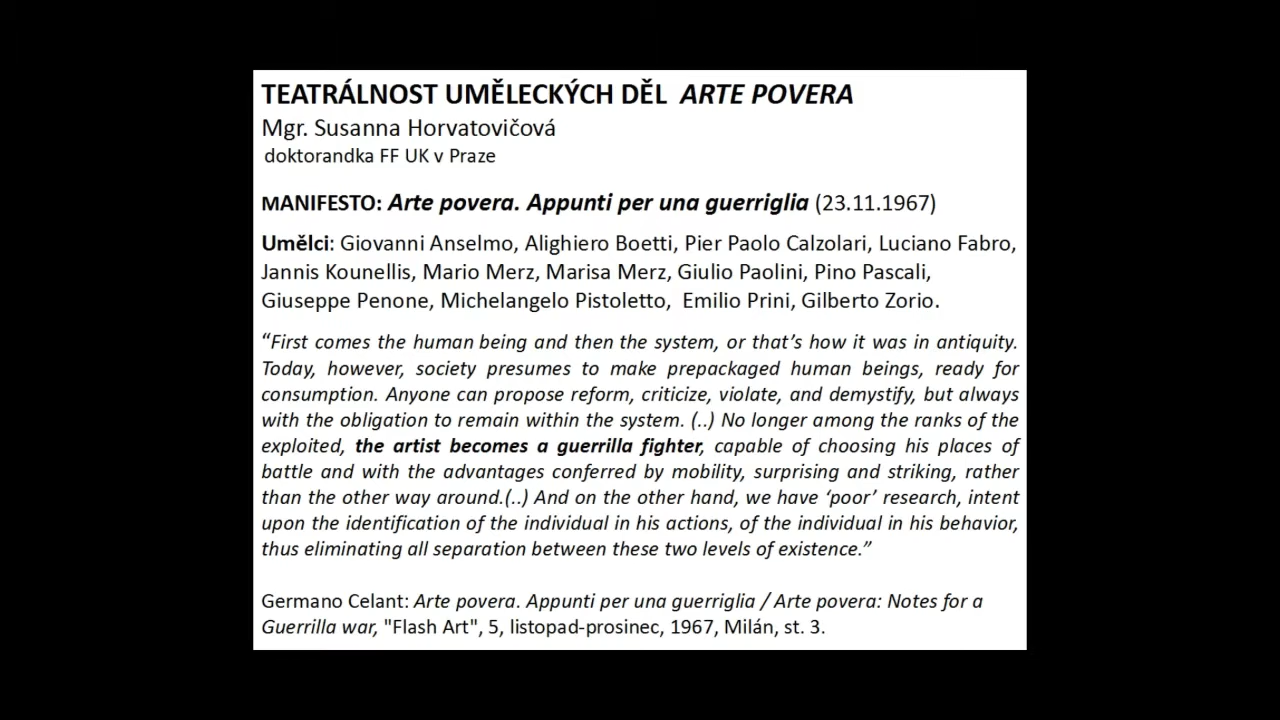 TEATRÁLNOST UMĚLECKÝCH DĚL ARTE POVERA
Mgr. Susanna Horvatovičová
doktorandka FF UK v Praze
MANIFESTO: Arte povera. Appunti per una guerriglia (23.11.1967)
Umělci: Giovanni Anselmo, Alighiero Boetti, Pier Paolo Calzolari, Luciano Fabro,
Jannis Kounellis, Mario Merz, Marisa Merz, Giulio Paolini, Pino Pascali,
Giuseppe Penone, Michelangelo Pistoletto, Emilio Prini, Gilberto Zorio.
“First comes the human being and then the system, or that’s how it was in antiquity.
Today, however, society presumes to make prepackaged human beings, ready for
consumption. Anyone can propose reform, criticize, violate, and demystify, but always
with the obligation to remain within the system. (..) No longer among the ranks of the
exploited, the artist becomes a guerrilla fighter, capable of choosing his places of
battle and with the advantages conferred by mobility, surprising and striking, rather
than the other way around.(..) And on the other hand, we have ‘poor’ research, intent
upon the identification of the individual in his actions, of the individual in his behavior,
thus eliminating all separation between these two levels of existence.”
Germano Celant: Arte povera. Appunti per una guerriglia / Arte povera: Notes for a
Guerrilla war, "Flash Art", 5, listopad-prosinec, 1967, Milán, st. 3.